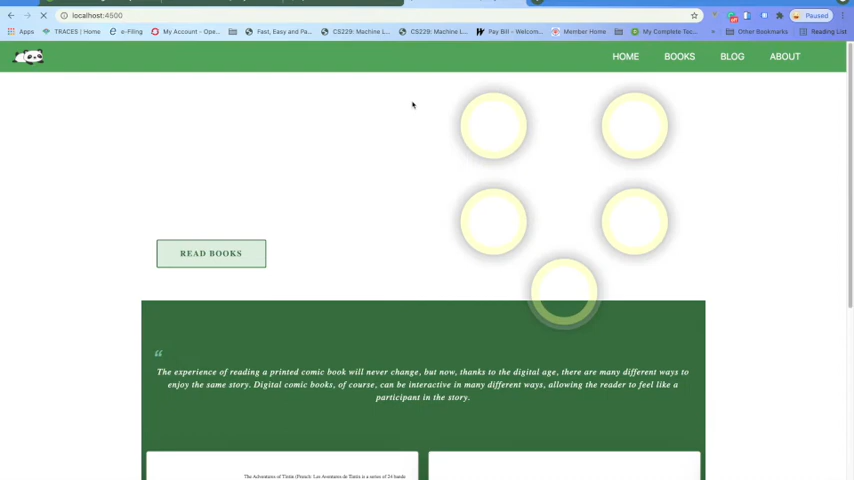 localhost:4500
Paused
Apps
TRACES | Home
e-Filing
My Account - Ope...
Fast, Easy and Pa...
CS229: Machine L...
CS229: Machine L...
Pay Bill - Welcom...
Member Home
My Complete Tec...
»
Other Bookmarks
Reading List
HOME
BOOKS
BLOG
ABOUT
READ BOOKS
“
The experience of reading a printed comic book will never change, but now, thanks to the digital age, there are many different ways to
enjoy the same story. Digital comic books, of course, can be interactive in many different ways, allowing the reader to feel like a
participant in the story.
The Adventures of Tintin (French: Les Aventures de Tintin is a series of 24 bande